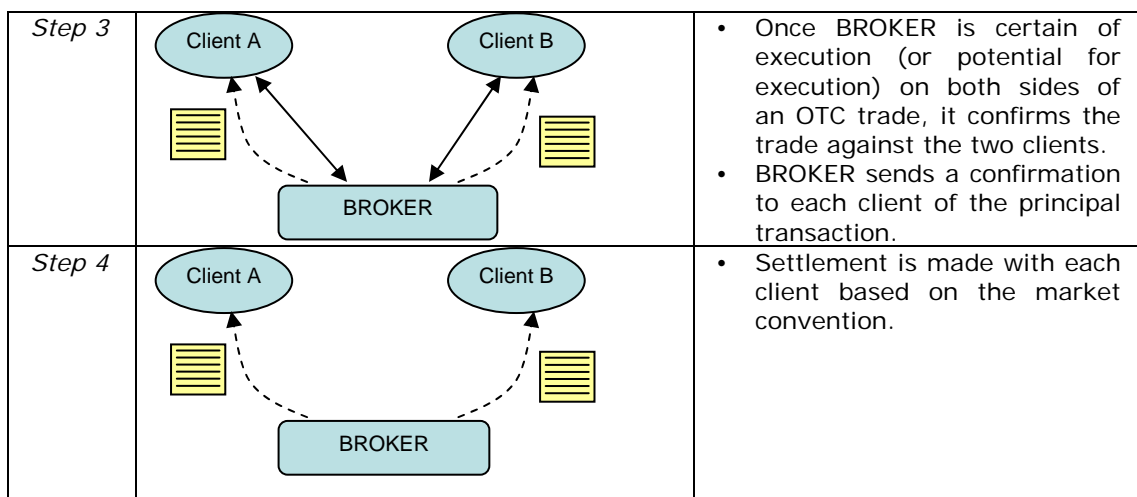 Step 3
Client A
Client B
BROKER
• Once BROKER is certain of
execution (or potential for
execution) on both sides of
an OTC trade, it confirms the
trade against the two clients.
• BROKER sends a confirmation
to each client of the principal
transaction.
Step 4
Client A
Client B
BROKER
• Settlement is made with each
client based on the market
convention.